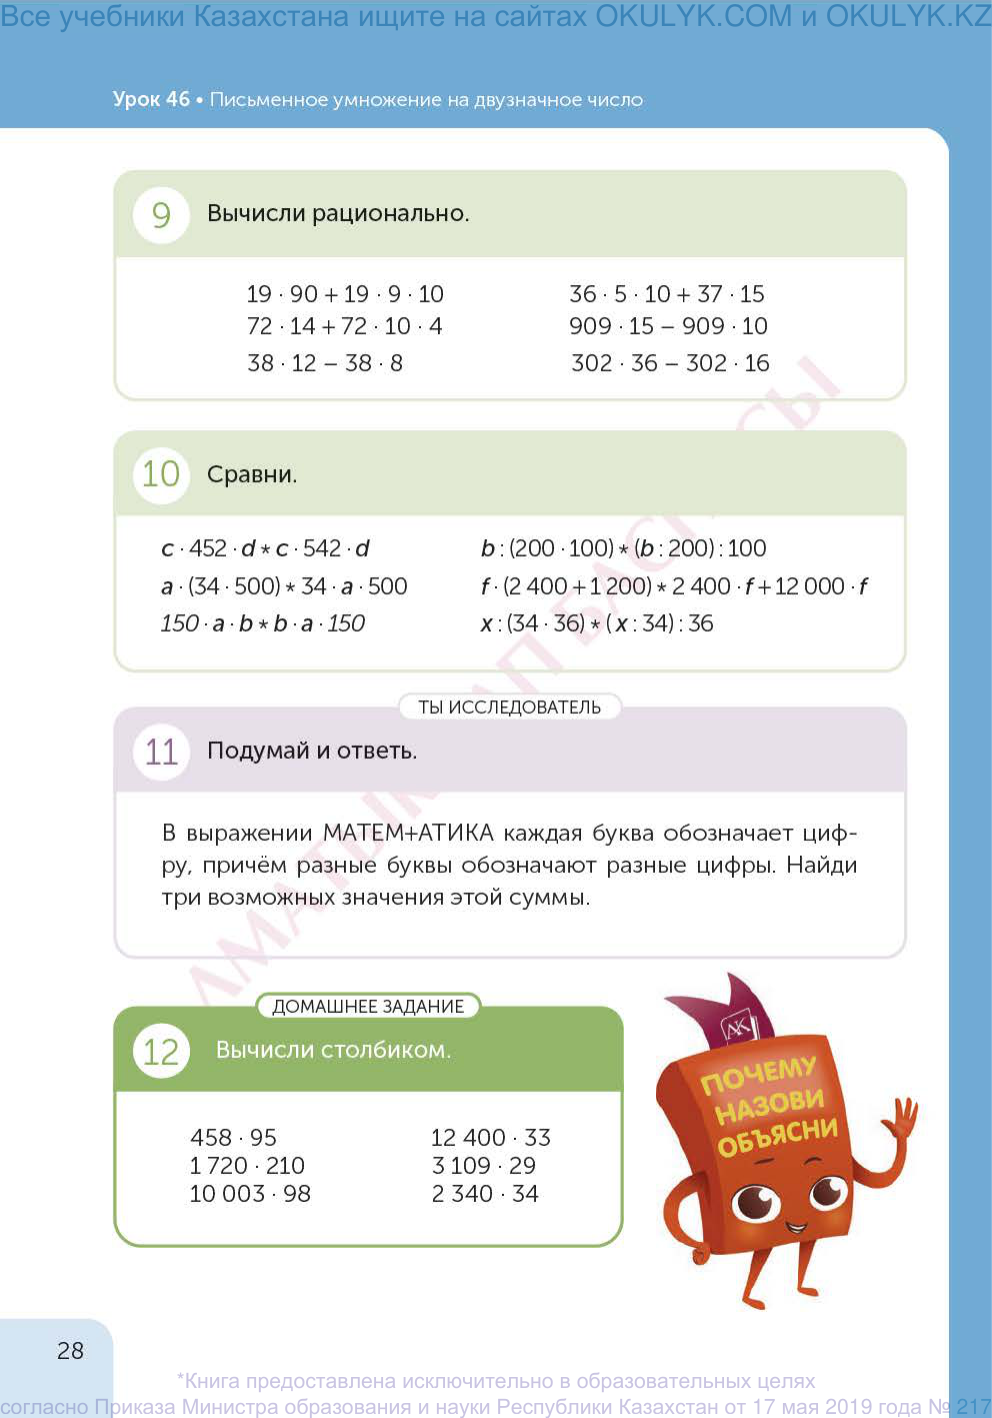 Все учебники Казахстана ищите на сайтах OKULYK.COM и OKULYK.KZ
Урок 46 • Письменное умножение на двузначное число
9 Вычисли рационально.
19 · 90 + 19 · 9 · 10
72 · 14 + 72 · 10 · 4
38 · 12 – 38 · 8
36 · 5 · 10 + 37 · 15
909 · 15 – 909 · 10
302 · 36 – 302 · 16
10 Сравни.
c · 452 · d * c · 542 · d
a · (34 · 500) * 34 · a · 500
150 · a · b * b · a · 150
b : (200 · 100) * (b : 200) : 100
f · (2 400 + 1 200) * 2 400 · f + 12 000 · f
x : (34 · 36) * ( x : 34) : 36
ТЫ ИССЛЕДОВАТЕЛЬ
11 Подумай и ответь.
В выражении МАТЕМ+АТИКА каждая буква обозначает циф-
ру, причём разные буквы обозначают разные цифры. Найди
три возможных значения этой суммы.
ДОМАШНЕЕ ЗАДАНИЕ
12 Вычисли столбиком.
458 · 95
1 720 · 210
10 003 · 98
12 400 · 33
3 109 · 29
2 340 · 34
АК
ПОЧЕМУ
НАЗОВИ
ОБЪЯСНИ
28
*Книга предоставлена исключительно в образовательных целях
согласно Приказа Министра образования и науки Республики Казахстан от 17 мая 2019 года № 217